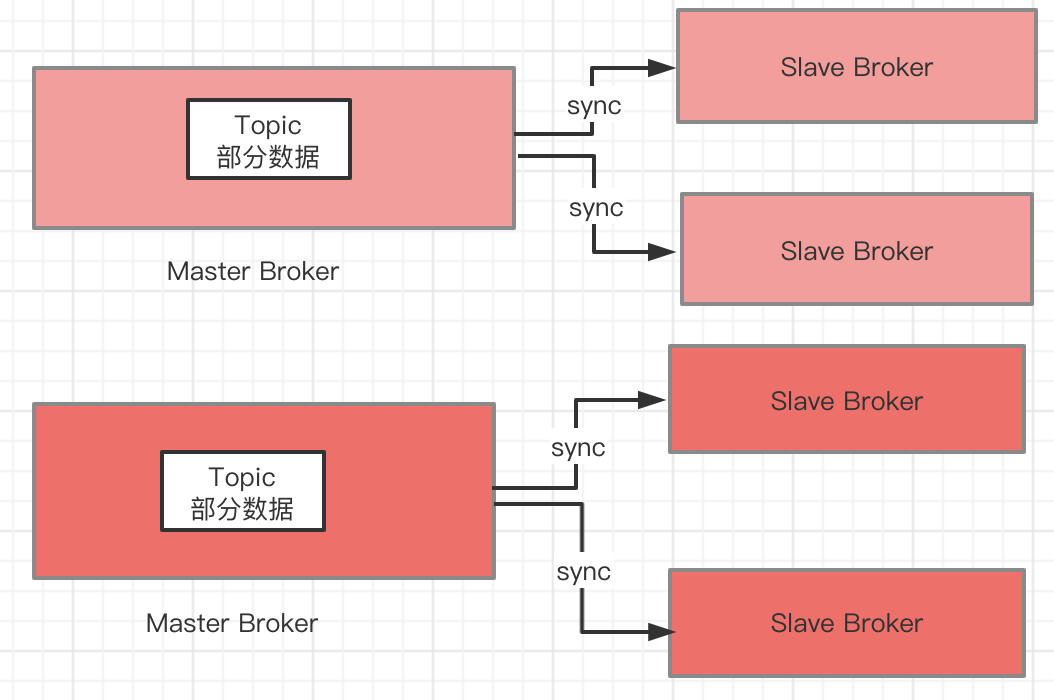 Topic
部分数据
Master Broker
sync
sync
Slave Broker
Slave Broker
Topic
部分数据
Master Broker
sync
sync
Slave Broker
Slave Broker